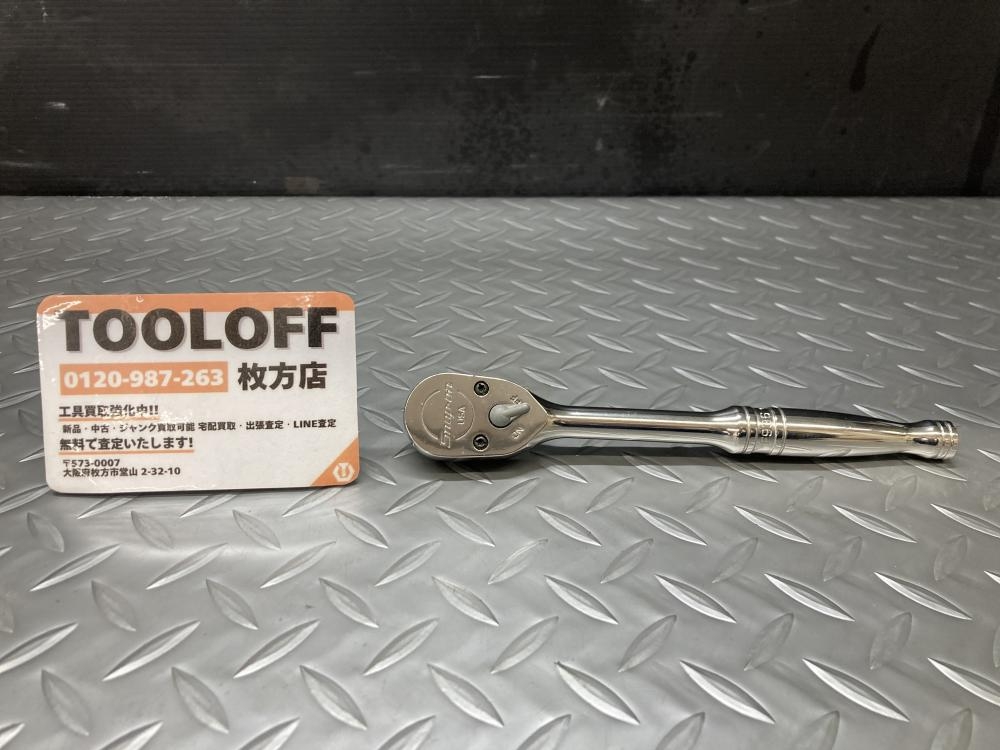 TOOLOFF
0120-987-263 枚方店
工具買取強化中!!
新品・中古・ジャンク買取可能 宅配買取・出張査定・LINE査定
無料で査定いたします!
〒573-0007
大阪府枚方市堂山 2-32-10
Snap-on
USA